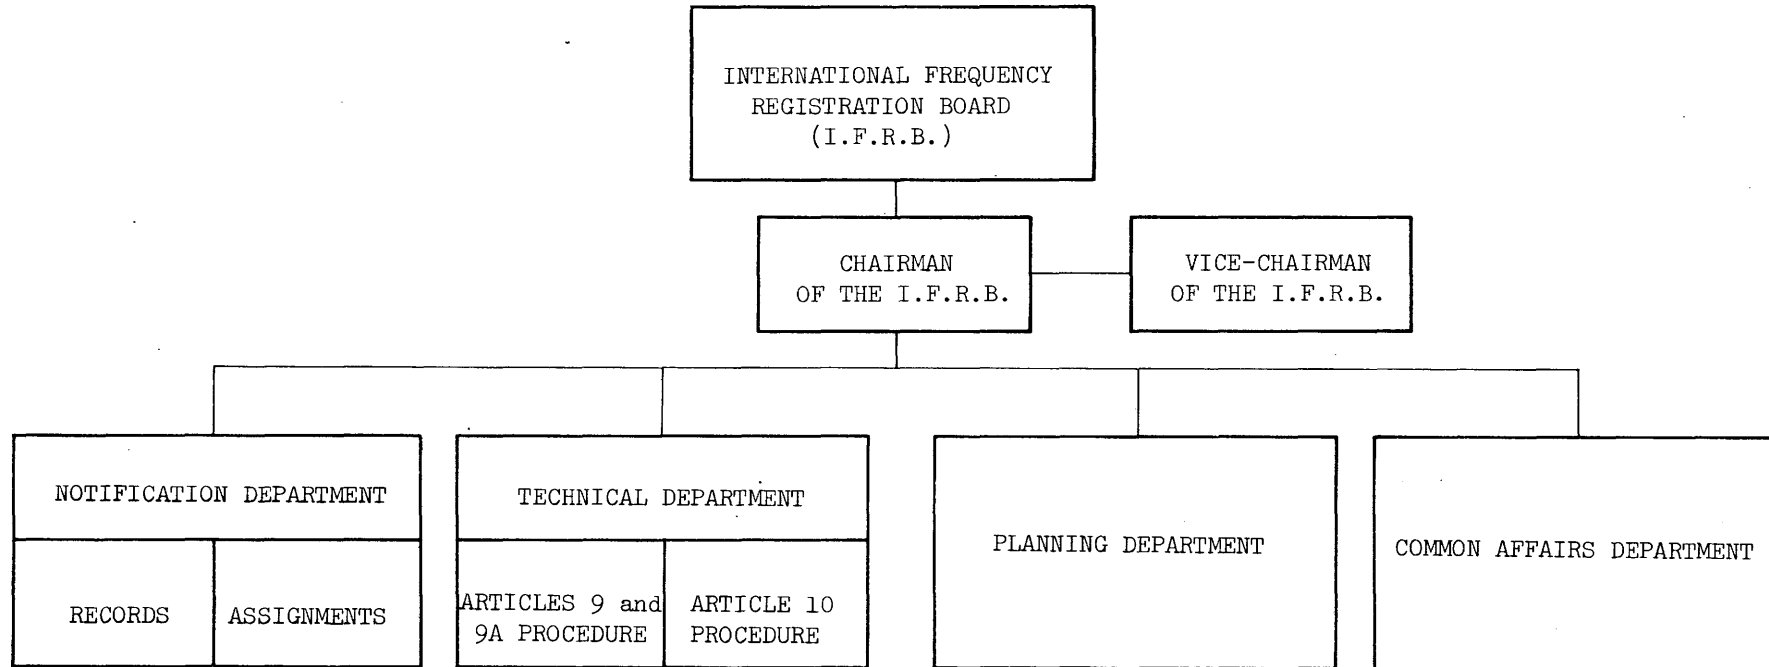 INTERNATIONAL FREQUENCY
REGISTRATION BOARD
(I.F.R.B.)
CHAIRMAN
OF THE I.F.R.B.
VICE-CHAIRMAN
OF THE I.F.R.B.
NOTIFICATION DEPARTMENT
RECORDS
ASSIGNMENTS
TECHNICAL DEPARTMENT
ARTICLES 9 and
9A PROCEDURE
ARTICLE 10
PROCEDURE
PLANNING DEPARTMENT
COMMON AFFAIRS DEPARTMENT